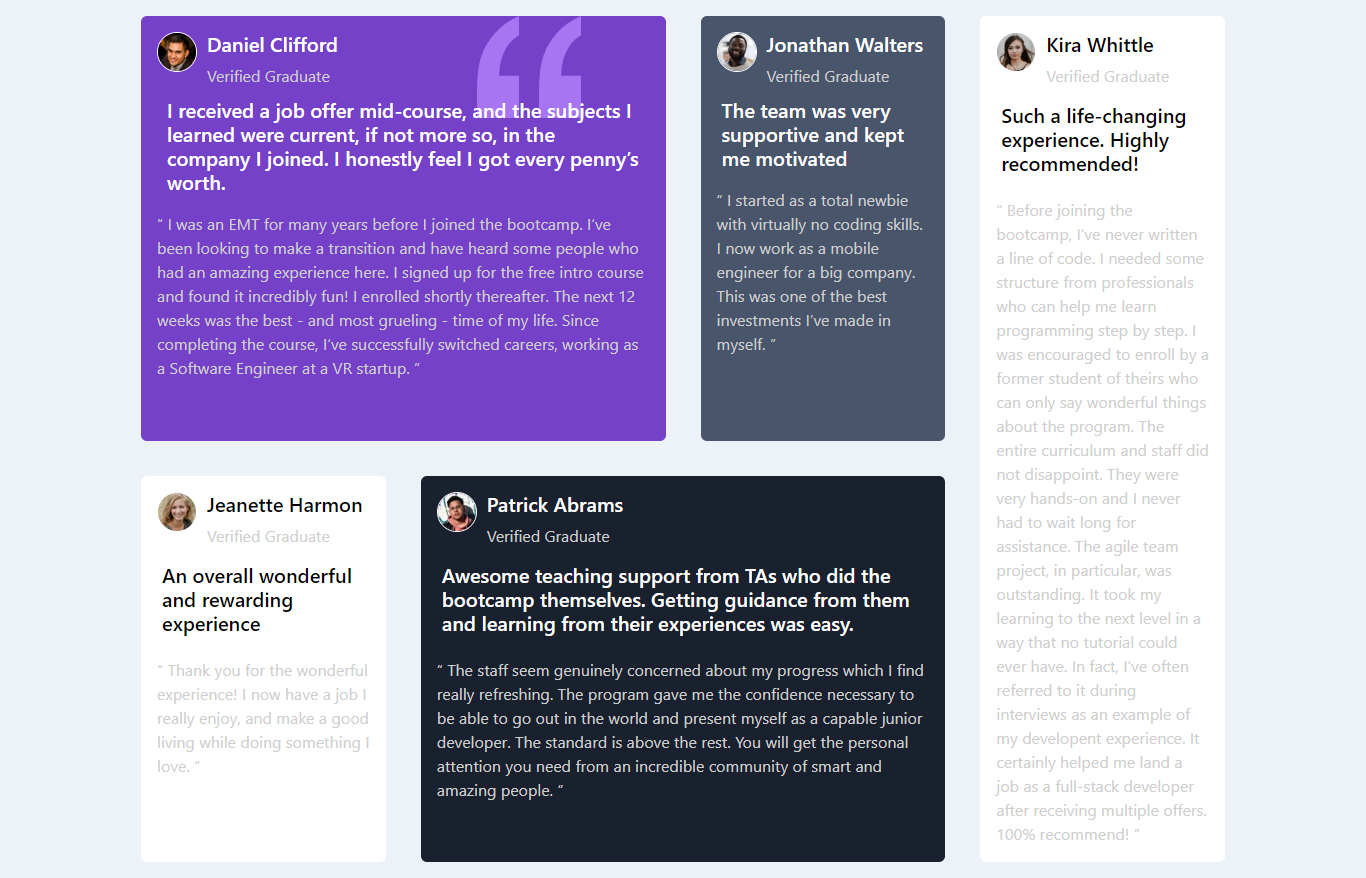 Daniel Clifford
Verified Graduate
I received a job offer mid-course, and the subjects I
learned were current, if not more so, in the
company I joined. I honestly feel I got every penny’s
worth.
“ I was an EMT for many years before I joined the bootcamp. I’ve
been looking to make a transition and have heard some people who
had an amazing experience here. I signed up for the free intro course
and found it incredibly fun! I enrolled shortly thereafter. The next 12
weeks was the best - and most grueling - time of my life. Since
completing the course, I’ve successfully switched careers, working as
a Software Engineer at a VR startup. ”
Jonathan Walters
Verified Graduate
The team was very
supportive and kept
me motivated
“ I started as a total newbie
with virtually no coding skills.
I now work as a mobile
engineer for a big company.
This was one of the best
investments I’ve made in
myself. ”
Kira Whittle
Verified Graduate
Such a life-changing
experience. Highly
recommended!
“ Before joining the
bootcamp, I’ve never written
a line of code. I needed some
structure from professionals
who can help me learn
programming step by step. I
was encouraged to enroll by a
former student of theirs who
can only say wonderful things
about the program. The
entire curriculum and staff did
not disappoint. They were
very hands-on and I never
had to wait long for
assistance. The agile team
project, in particular, was
outstanding. It took my
learning to the next level in a
way that no tutorial could
ever have. In fact, I’ve often
referred to it during
interviews as an example of
my developent experience. It
certainly helped me land a
job as a full-stack developer
after receiving multiple offers.
100% recommend! ”
Jeanette Harmon
Verified Graduate
An overall wonderful
and rewarding
experience
“ Thank you for the wonderful
experience! I now have a job I
really enjoy, and make a good
living while doing something I
love. ”
Patrick Abrams
Verified Graduate
Awesome teaching support from TAs who did the
bootcamp themselves. Getting guidance from them
and learning from their experiences was easy.
“ The staff seem genuinely concerned about my progress which I find
really refreshing. The program gave me the confidence necessary to
be able to go out in the world and present myself as a capable junior
developer. The standard is above the rest. You will get the personal
attention you need from an incredible community of smart and
amazing people. ”